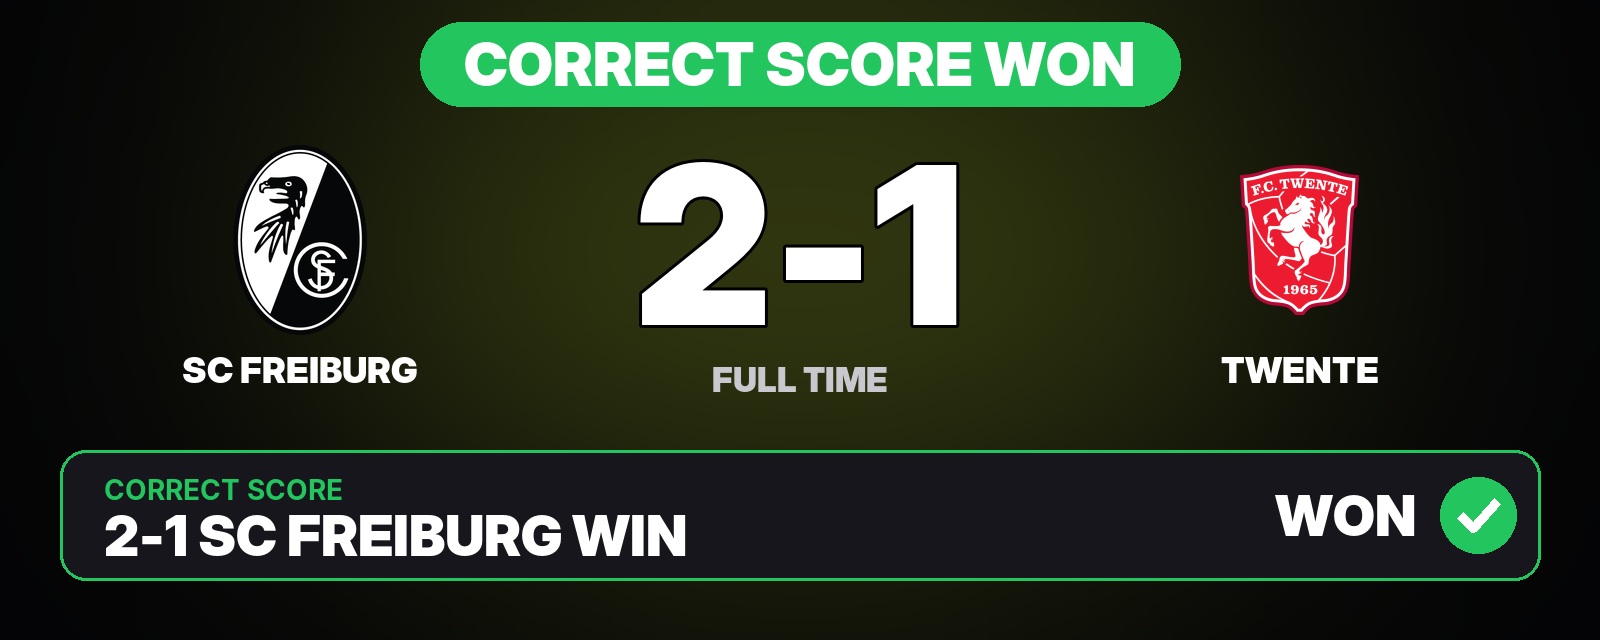 CORRECT SCORE WON
2-1
F.C. TWENTE
1965
SCF
SC FREIBURG
FULL TIME
TWENTE
CORRECT SCORE
2-1 SC FREIBURG WIN
WON